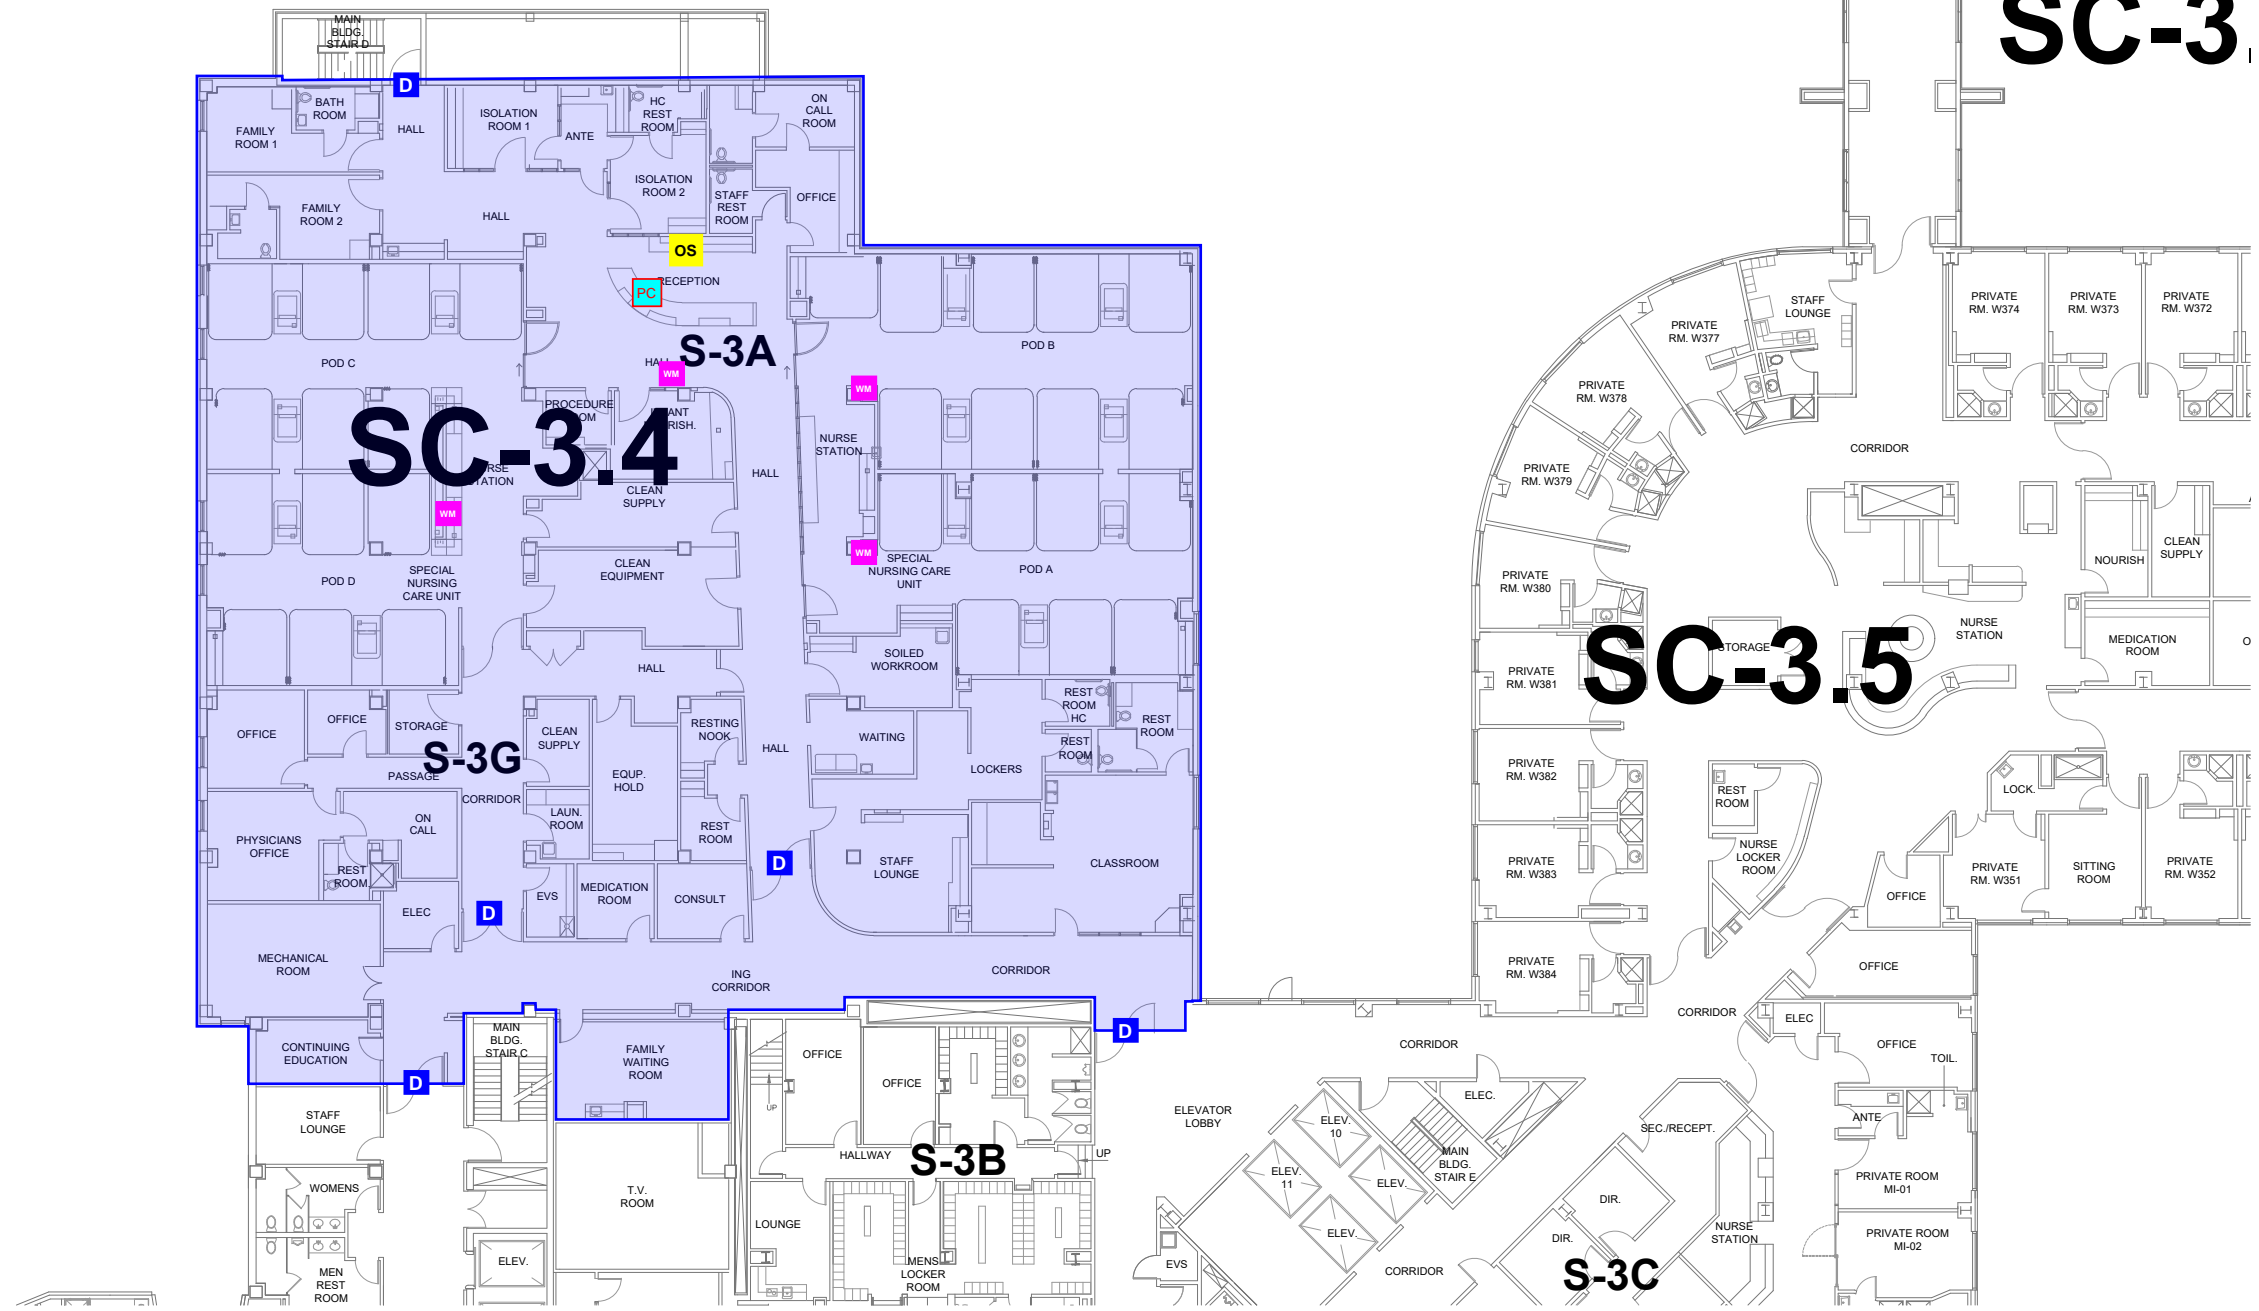 MAIN
BLDG.
STAIR D
SC-3.
D
BATH
ROOM
FAMILY
ROOM 1
HALL
ISOLATION
ROOM 1
ANTE
HC
REST
ROOM
ON
CALL
ROOM
ISOLATION
ROOM 2
STAFF
REST
ROOM
OFFICE
FAMILY
ROOM 2
HALL
OS
RECEPTION
PC
POD C
HALL
S-3A
WM
WM
POD B
PROCEDURE
SC-3.4
NURSE
STATION
HALL
CLEAN
SUPPLY
WM
WM
CLEAN
EQUIPMENT
SPECIAL
NURSING CARE
UNIT
POD A
POD D
SPECIAL
NURSING
CARE UNIT
HALL
SOILED
WORKROOM
REST
ROOM
HC
REST
ROOM
REST
ROOM
OFFICE
OFFICE
STORAGE
CLEAN
SUPPLY
RESTING
NOOK
HALL
WAITING
LOCKERS
S-3G
PASSAGE
CORRIDOR
EQUP.
HOLD
ON
CALL
LAUN.
ROOM
REST
ROOM
PHYSICIANS
OFFICE
REST
ROOM
D
STAFF
LOUNGE
CLASSROOM
ELEC
D
EVS
MEDICATION
ROOM
CONSULT
MECHANICAL
ROOM
ING
CORRIDOR
CORRIDOR
CONTINUING
EDUCATION
D
MAIN
BLDG.
STAIR C
FAMILY
WAITING
ROOM
OFFICE
OFFICE
D
UP
STAFF
LOUNGE
WOMENS
MEN
REST
ROOM
ELEV.
T.V.
ROOM
HALLWAY
S-3B
UP
LOUNGE
MENS
LOCKER
ROOM
STAFF
LOUNGE
PRIVATE
RM. W374
PRIVATE
RM. W373
PRIVATE
RM. W372
PRIVATE
RM. W377
PRIVATE
RM. W378
PRIVATE
RM. W379
CORRIDOR
PRIVATE
RM. W380
NOURISH
CLEAN
SUPPLY
NURSE
STATION
MEDICATION
ROOM
O
SC-3.5
STORAGE
PRIVATE
RM. W381
PRIVATE
RM. W382
REST
ROOM
LOCK.
PRIVATE
RM. W383
NURSE
LOCKER
ROOM
OFFICE
PRIVATE
RM. W351
SITTING
ROOM
PRIVATE
RM. W352
PRIVATE
RM. W384
OFFICE
CORRIDOR
ELEC
OFFICE
TOIL.
CORRIDOR
ELEVATOR
LOBBY
ELEV.
10
ELEC.
ELEV.
11
ELEV.
ELEV.
MAIN
BLDG.
STAIR E
SEC./RECEPT.
ANTE
PRIVATE ROOM
MI-01
DIR.
DIR.
NURSE
STATION
PRIVATE ROOM
MI-02
EVS
CORRIDOR
S-3C